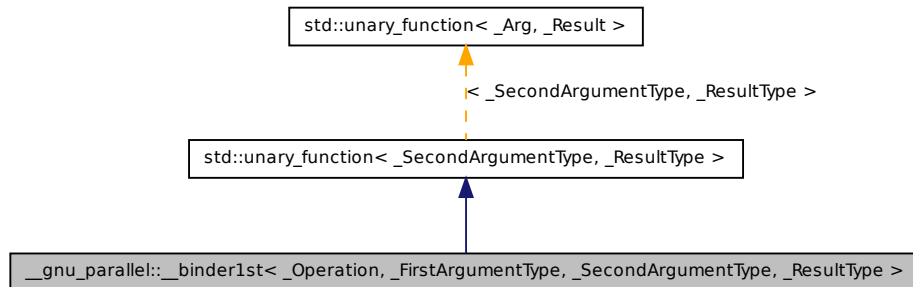 std::unary_function< _Arg, _Result >
< _SecondArgumentType, _ResultType >
std::unary_function< _SecondArgumentType, _ResultType >
__gnu_parallel::__binder1st< _Operation, _FirstArgumentType, _SecondArgumentType, _ResultType >